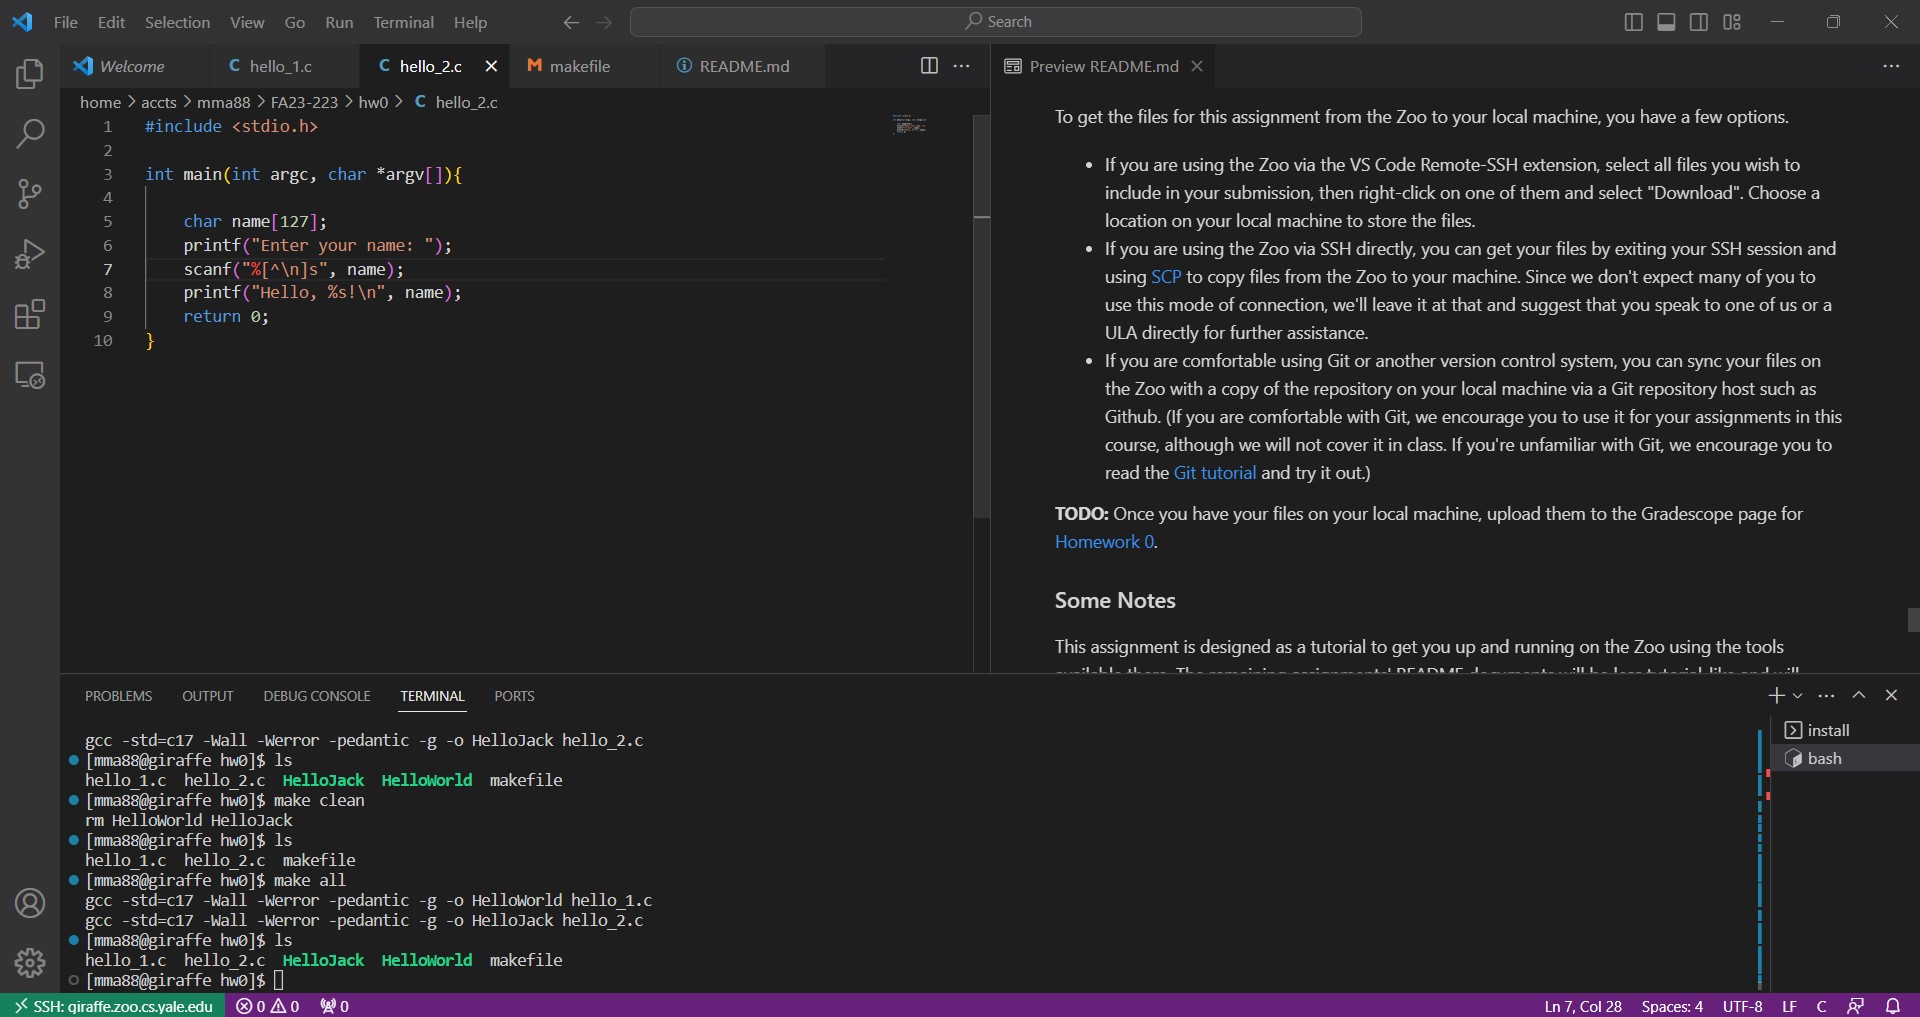 File Edit Selection View Go Run Terminal Help
Search
Welcome
C hello_1.c
C hello_2.c
M makefile
README.md
Preview README.md
home > accts > mma88 > FA23-223 > hw0 > C hello_2.c
1 #include <stdio.h>
2
3 int main(int argc, char *argv[]){
4
5 char name[127];
6 printf("Enter your name: ");
7 scanf("%[^\n]s", name);
8 printf("Hello, %s!\n", name);
9 return 0;
10 }
To get the files for this assignment from the Zoo to your local machine, you have a few options.
• If you are using the Zoo via the VS Code Remote-SSH extension, select all files you wish to
include in your submission, then right-click on one of them and select "Download". Choose a
location on your local machine to store the files.
• If you are using the Zoo via SSH directly, you can get your files by exiting your SSH session and
using SCP to copy files from the Zoo to your machine. Since we don't expect many of you to
use this mode of connection, we'll leave it at that and suggest that you speak to one of us or a
ULA directly for further assistance.
• If you are comfortable using Git or another version control system, you can sync your files on
the Zoo with a copy of the repository on your local machine via a Git repository host such as
Github. (If you are comfortable with Git, we encourage you to use it for your assignments in this
course, although we will not cover it in class. If you're unfamiliar with Git, we encourage you to
read the Git tutorial and try it out.)
TODO: Once you have your files on your local machine, upload them to the Gradescope page for
Homework 0.
Some Notes
This assignment is designed as a tutorial to get you up and running on the Zoo using the tools
available there. The remaining assignments' README documents will be less tutorial-like and will
PROBLEMS OUTPUT DEBUG CONSOLE TERMINAL PORTS
gcc -std=c17 -Wall -Werror -pedantic -g -o HelloJack hello_2.c
[mma88@giraffe hw0]$ ls
hello_1.c hello_2.c HelloJack HelloWorld makefile
[mma88@giraffe hw0]$ make clean
rm HelloWorld HelloJack
[mma88@giraffe hw0]$ ls
hello_1.c hello_2.c makefile
[mma88@giraffe hw0]$ make all
gcc -std=c17 -Wall -Werror -pedantic -g -o HelloWorld hello_1.c
gcc -std=c17 -Wall -Werror -pedantic -g -o HelloJack hello_2.c
[mma88@giraffe hw0]$ ls
hello_1.c hello_2.c HelloJack HelloWorld makefile
[mma88@giraffe hw0]$
install
bash
SSH: giraffe.zoo.cs.yale.edu 0 0 0
Ln 7, Col 28 Spaces: 4 UTF-8 LF C